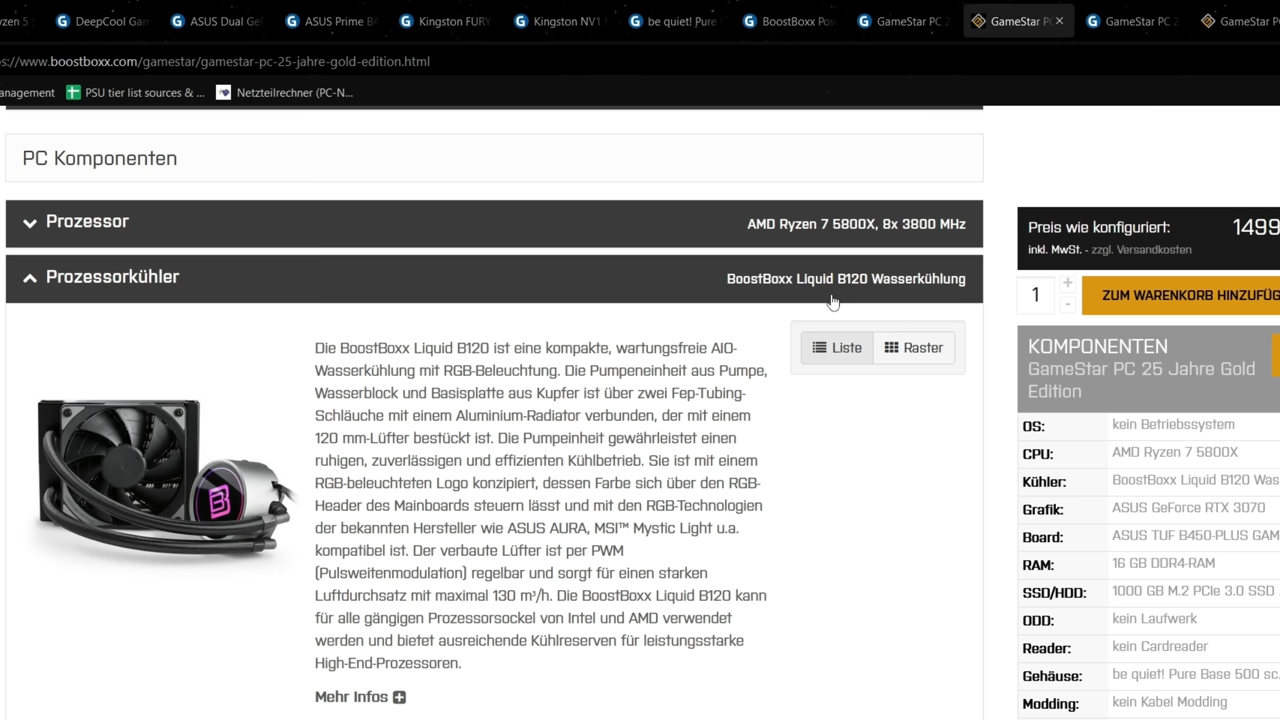 DeepCool Gam
ASUS Dual Gel
ASUS Prime B4
Kingston FURY
Kingston NV1
be quiet! Pure
BoostBoxx Pow
GameStar PC 2
GameStar P
GameStar PC 2
GameStar P
s://www.boostboxx.com/gamestar/gamestar-pc-25-jahre-gold-edition.html
anagement
PSU tier list sources & ...
Netzteilrechner (PC-N...
PC Komponenten
Prozessor
AMD Ryzen 7 5800X, 8x 3800 MHz
Prozessorkühler
BoostBoxx Liquid B120 Wasserkühlung
Liste
Raster
Die BoostBoxx Liquid B120 ist eine kompakte, wartungsfreie AIO-
Wasserkühlung mit RGB-Beleuchtung. Die Pumpeneinheit aus Pumpe,
Wasserblock und Basisplatte aus Kupfer ist über zwei Fep-Tubing-
Schläuche mit einem Aluminium-Radiator verbunden, der mit einem
120 mm-Lüfter bestückt ist. Die Pumpeinheit gewährleistet einen
ruhigen, zuverlässigen und effizienten Kühlbetrieb. Sie ist mit einem
RGB-beleuchteten Logo konzipiert, dessen Farbe sich über den RGB-
Header des Mainboards steuern lässt und mit den RGB-Technologien
der bekannten Hersteller wie ASUS AURA, MSI™ Mystic Light u.a.
kompatibel ist. Der verbaute Lüfter ist per PWM
(Pulsweitenmodulation) regelbar und sorgt für einen starken
Luftdurchsatz mit maximal 130 m³/h. Die BoostBoxx Liquid B120 kann
für alle gängigen Prozessorsockel von Intel und AMD verwendet
werden und bietet ausreichende Kühlreserven für leistungsstarke
High-End-Prozessoren.
Mehr Infos
Preis wie konfiguriert: 1499
inkl. MwSt. - zzgl. Versandkosten
1
+
-
ZUM WARENKORB HINZUFÜG
KOMPONENTEN
GameStar PC 25 Jahre Gold
Edition
OS: kein Betriebssystem
CPU: AMD Ryzen 7 5800X
Kühler: BoostBoxx Liquid B120 Was
Grafik: ASUS GeForce RTX 3070
Board: ASUS TUF B450-PLUS GAM
RAM: 16 GB DDR4-RAM
SSD/HDD: 1000 GB M.2 PCIe 3.0 SSD
ODD: kein Laufwerk
Reader: kein Cardreader
Gehäuse: be quiet! Pure Base 500 sc
Modding: kein Kabel Modding